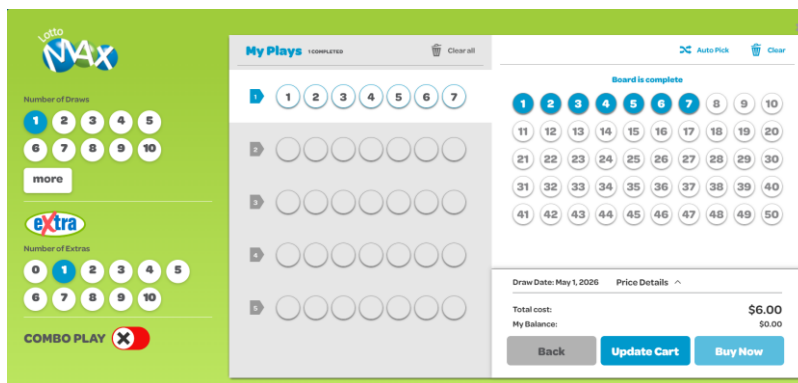 Lotto
MAX
Number of Draws
1 2 3 4 5
6 7 8 9 10
more
eXtra
Number of Extras
0 1 2 3 4 5
6 7 8 9 10
COMBO PLAY X
My Plays 1 COMPLETED Clear all
1 1 2 3 4 5 6 7
2
3
4
5
Auto Pick Clear
Board is complete
1 2 3 4 5 6 7 8 9 10
11 12 13 14 15 16 17 18 19 20
21 22 23 24 25 26 27 28 29 30
31 32 33 34 35 36 37 38 39 40
41 42 43 44 45 46 47 48 49 50
Draw Date: May 1, 2026 Price Details
Total cost: $6.00
My Balance: $0.00
Back Update Cart Buy Now